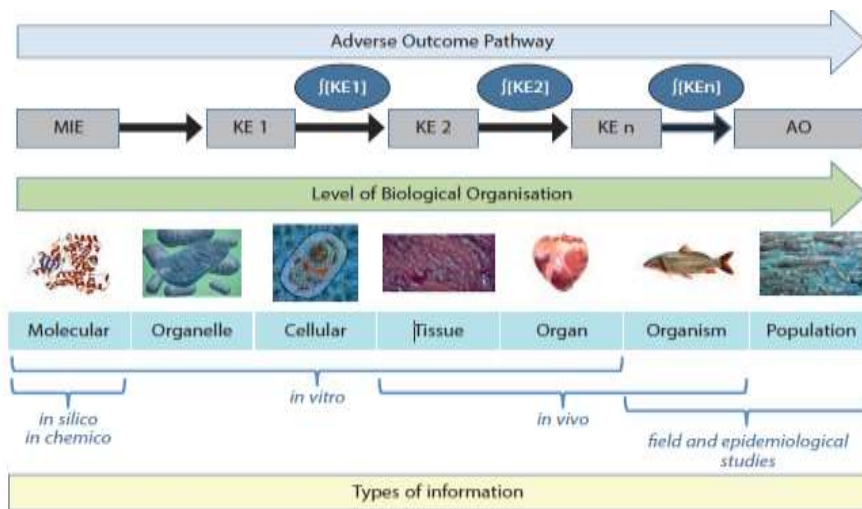 Adverse Outcome Pathway
∫[KE1]
∫[KE2]
∫[KEn]
MIE
KE 1
KE 2
KE n
AO
Level of Biological Organisation
Molecular
Organelle
Cellular
Tissue
Organ
Organism
Population
in silico
in chemico
in vitro
in vivo
field and epidemiological
studies
Types of information